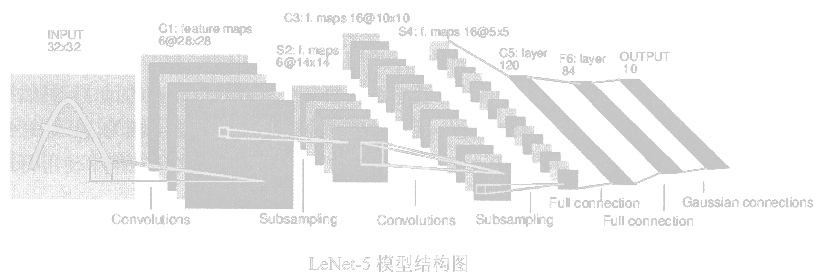 INPUT
32x32
C1: feature maps
6@28x28
S2: f. maps
6@14x14
C3: f. maps 16@10x10
S4: f. maps 16@5x5
C5: layer
120
F6: layer
84
OUTPUT
10
Convolutions
Subsampling
Convolutions
Subsampling
Full connection
Full connection
Gaussian connections
LeNet-5 模型结构图